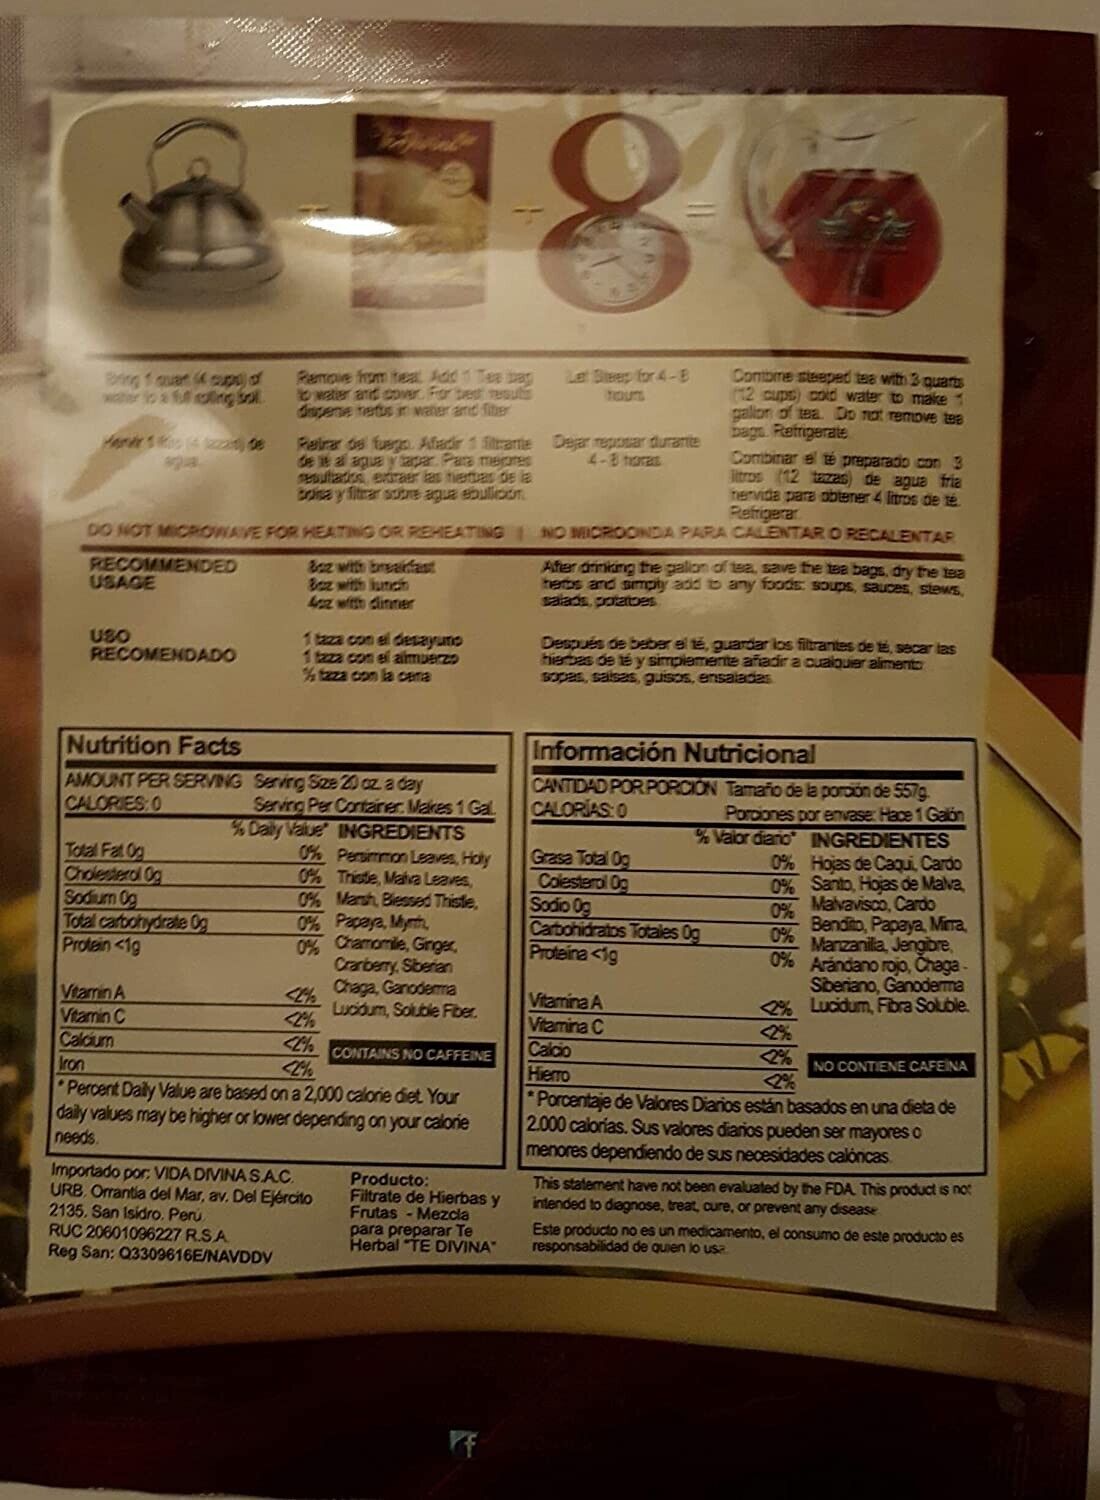 Bring 1 quart (4 cups) of
water to a full rolling boil.
Remove from heat. Add 1 Tea bag
to water and cover. For best results
disperse herbs in water and filter
Let Steep for 4 - 8
hours
Combine steeped tea with 3 quarts
(12 cups) cold water to make 1
gallon of tea. Do not remove tea
bags. Refrigerate
Hervir 1 litro (4 tazas) de
agua.
Retirar del fuego. Añadir 1 filtrante
de té al agua y tapar. Para mejores
resultados, extraer las hierbas de la
bolsa y filtrar sobre agua ebullición.
Dejar reposar durante
4 - 8 horas.
Combinar el té preparado con 3
litros (12 tazas) de agua fría
hervida para obtener 4 litros de té.
Refrigerar.
DO NOT MICROWAVE FOR HEATING OR REHEATING | NO MICROONDA PARA CALENTAR O RECALENTAR
RECOMMENDED
USAGE
8oz with breakfast
8oz with lunch
4oz with dinner
After drinking the gallon of tea, save the tea bags, dry the tea
herbs and simply add to any foods: soups, sauces, stews,
salads, potatoes
USO
RECOMENDADO
1 taza con el desayuno
1 taza con el almuerzo
½ taza con la cena
Después de beber el té, guardar los filtrantes de té, secar las
hierbas de té y simplemente añadir a cualquier alimento:
sopas, salsas, guisos, ensaladas.
Nutrition Facts
AMOUNT PER SERVING Serving Size 20 oz. a day
CALORIES: 0 Serving Per Container: Makes 1 Gal.
% Daily Value* INGREDIENTS
Total Fat 0g 0%
Cholesterol 0g 0%
Sodium 0g 0%
Total carbohydrate 0g 0%
Protein <1g 0%
Vitamin A <2%
Vitamin C <2%
Calcium <2%
Iron <2%
Persimmon Leaves, Holy
Thistle, Malva Leaves,
Marsh, Blessed Thistle,
Papaya, Myrrh,
Chamomile, Ginger,
Cranberry, Siberian
Chaga, Ganoderma
Lucidum, Soluble Fiber.
CONTAINS NO CAFFEINE
* Percent Daily Value are based on a 2,000 calorie diet. Your
daily values may be higher or lower depending on your calorie
needs.
Información Nutricional
CANTIDAD POR PORCIÓN Tamaño de la porción de 557g.
CALORÍAS: 0 Porciones por envase: Hace 1 Galón
% Valor diario* INGREDIENTES
Grasa Total 0g 0%
Colesterol 0g 0%
Sodio 0g 0%
Carbohidratos Totales 0g 0%
Proteína <1g 0%
Vitamina A <2%
Vitamina C <2%
Calcio <2%
Hierro <2%
Hojas de Caqui, Cardo
Santo, Hojas de Malva,
Malvavisco, Cardo
Bendito, Papaya, Mirra,
Manzanilla, Jengibre,
Arándano rojo, Chaga -
Siberiano, Ganoderma
Lucidum, Fibra Soluble.
NO CONTIENE CAFEÍNA
* Porcentaje de Valores Diarios están basados en una dieta de
2.000 calorías. Sus valores diarios pueden ser mayores o
menores dependiendo de sus necesidades calóricas.
Importado por: VIDA DIVINA S.A.C.
URB. Orrantia del Mar, av. Del Ejército
2135. San Isidro. Perú.
RUC 20601096227 R.S.A.
Reg San: Q3309616E/NAVDDV
Producto:
Filtrate de Hierbas y
Frutas - Mezcla
para preparar Te
Herbal "TE DIVINA"
This statement have not been evaluated by the FDA. This product is not
intended to diagnose, treat, cure, or prevent any disease
Este producto no es un medicamento, el consumo de este producto es
responsabilidad de quien lo usa.